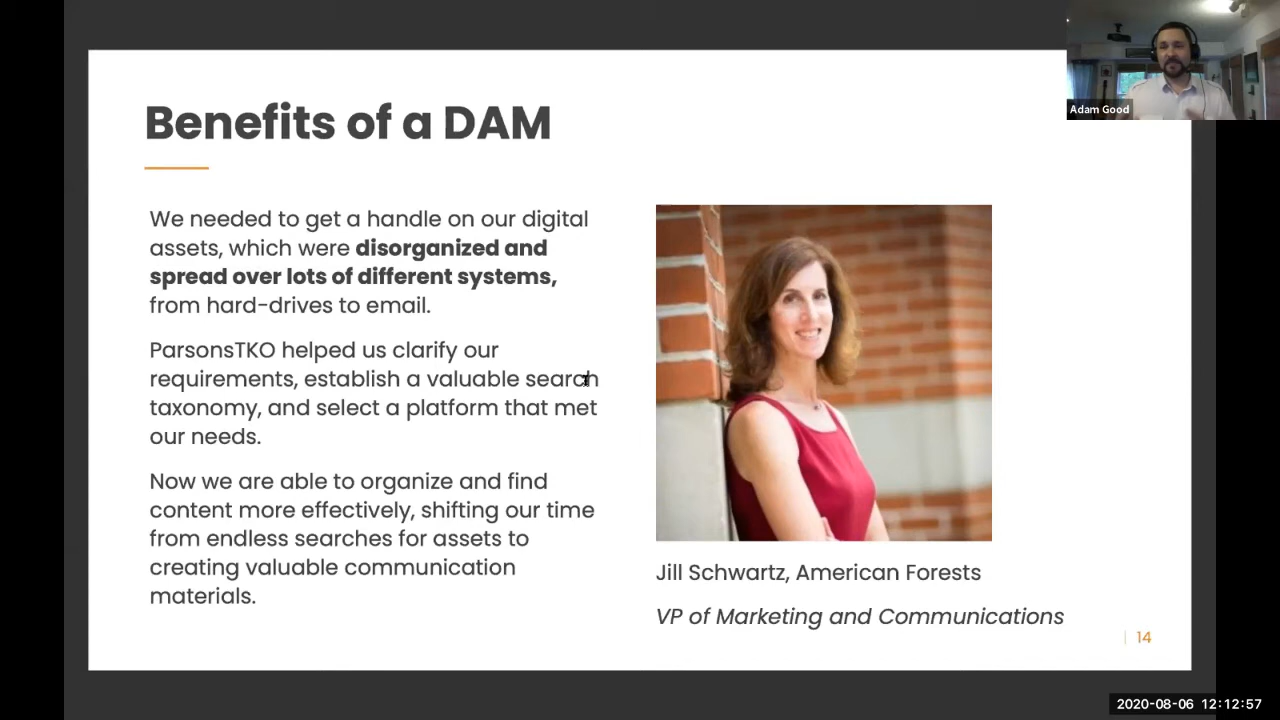 Adam Good
Benefits of a DAM
We needed to get a handle on our digital
assets, which were disorganized and
spread over lots of different systems,
from hard-drives to email.
ParsonsTKO helped us clarify our
requirements, establish a valuable search
taxonomy, and select a platform that met
our needs.
Now we are able to organize and find
content more effectively, shifting our time
from endless searches for assets to
creating valuable communication
materials.
Jill Schwartz, American Forests
VP of Marketing and Communications
14
2020-08-06 12:12:57